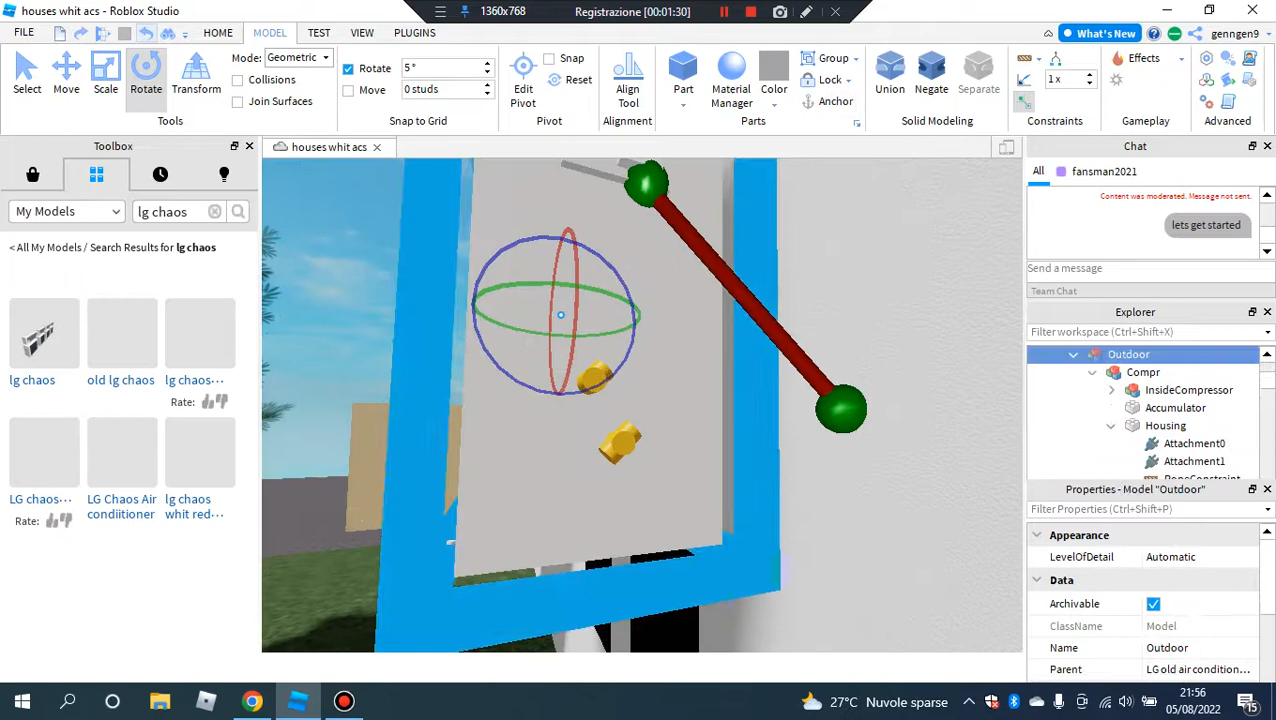 houses whit acs - Roblox Studio
1360x768
Registrazione [00:01:30]
FILE
HOME
MODEL
TEST
VIEW
PLUGINS
What's New
genngen9
Select
Move
Scale
Rotate
Transform
Mode: Geometric
Collisions
Join Surfaces
Tools
Rotate 5 °
Move 0 studs
Snap to Grid
Edit
Pivot
Snap
Reset
Pivot
Align
Tool
Alignment
Part
Material
Manager
Color
Group
Lock
Anchor
Parts
Union
Negate
Separate
Solid Modeling
1 x
Constraints
Effects
Gameplay
Advanced
Toolbox
My Models
lg chaos
< All My Models / Search Results for lg chaos
lg chaos
old lg chaos
lg chaos...
Rate:
LG chaos...
Rate:
LG Chaos Air
condiitioner
lg chaos
whit red...
houses whit acs
Chat
All
fansman2021
Content was moderated. Message not sent.
lets get started
Send a message
Team Chat
Explorer
Filter workspace (Ctrl+Shift+X)
Outdoor
Compr
InsideCompressor
Accumulator
Housing
Attachment0
Attachment1
RopeConstraint
Properties - Model "Outdoor"
Filter Properties (Ctrl+Shift+P)
Appearance
LevelOfDetail Automatic
Data
Archivable
ClassName Model
Name Outdoor
Parent LG old aircondition...
27°C Nuvole sparse
21:56
05/08/2022
15